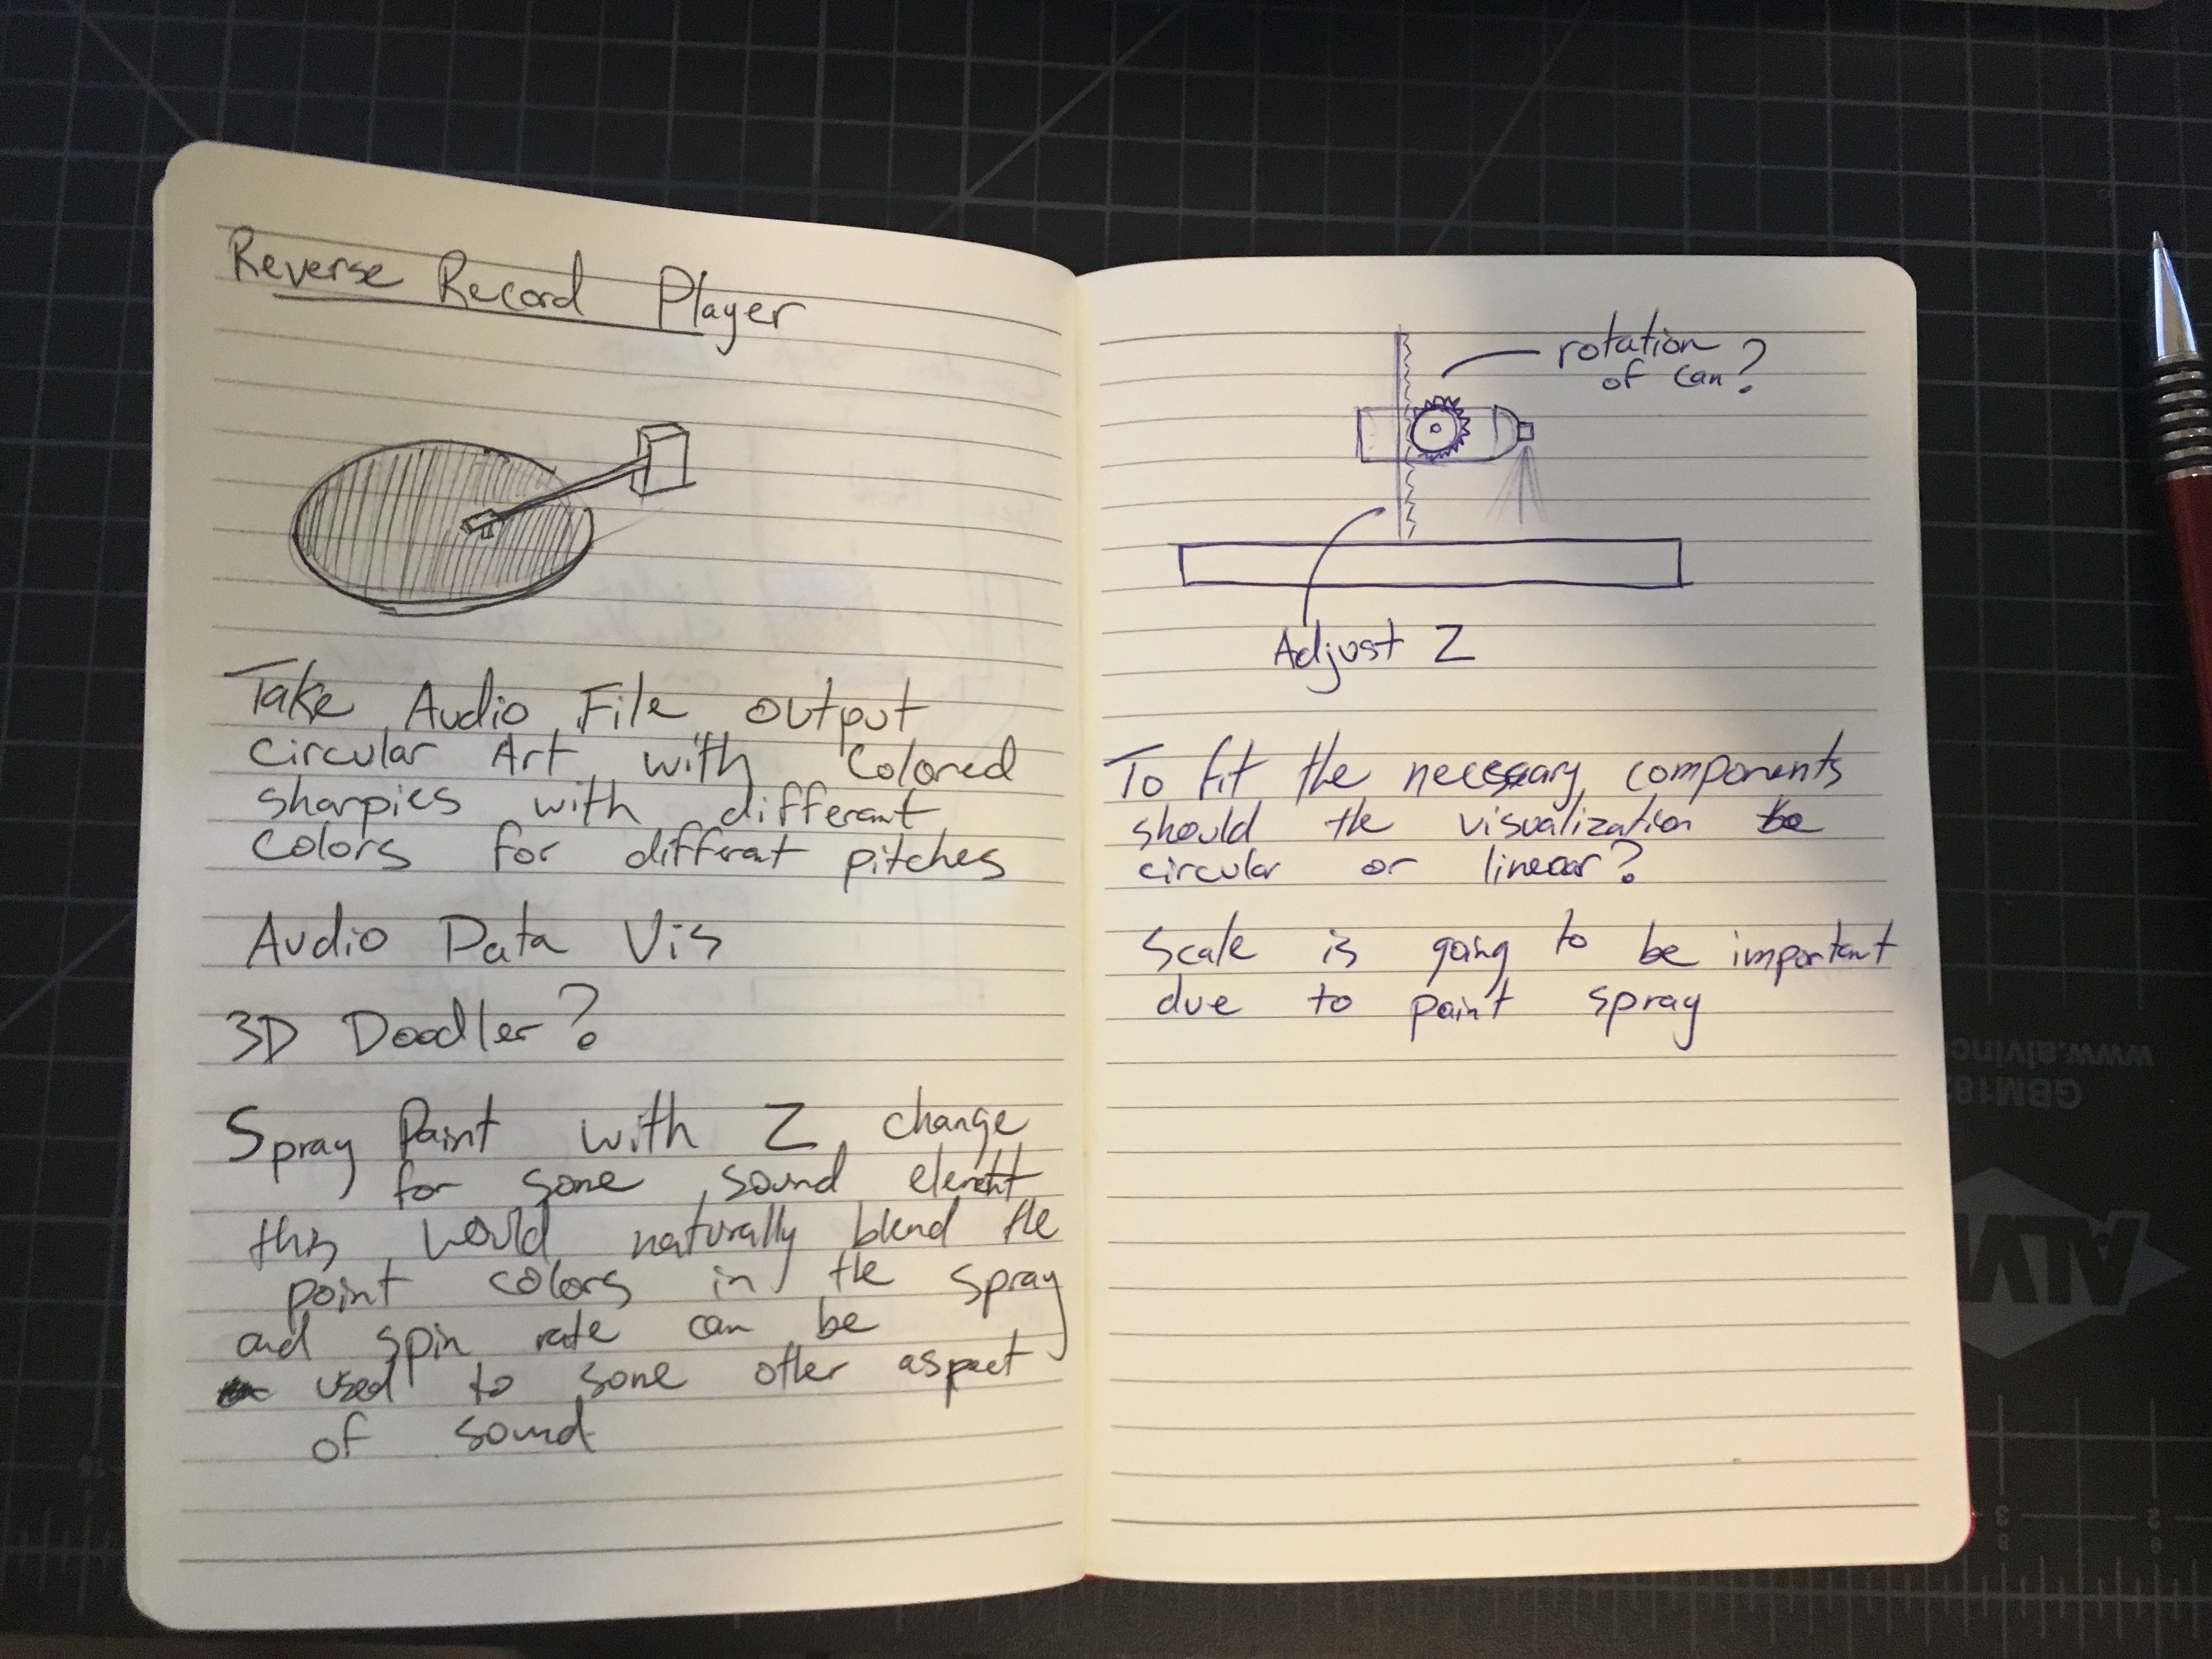 Reverse Record Player
Take Audio File output
circular Art with Colored
sharpies with different
colors for different pitches
Audio Data Vis
3D Doodler?
Spray Paint with Z change
for some sound element
this would naturally blend the
paint colors in the spray
and spin rate can be
used to some other aspect
of sound
rotation
of can?
Adjust Z
To fit the necessary components
should the visualization be
circular or linear?
Scale is going to be important
due to paint spray
www.alvinc
GBM18
ALV